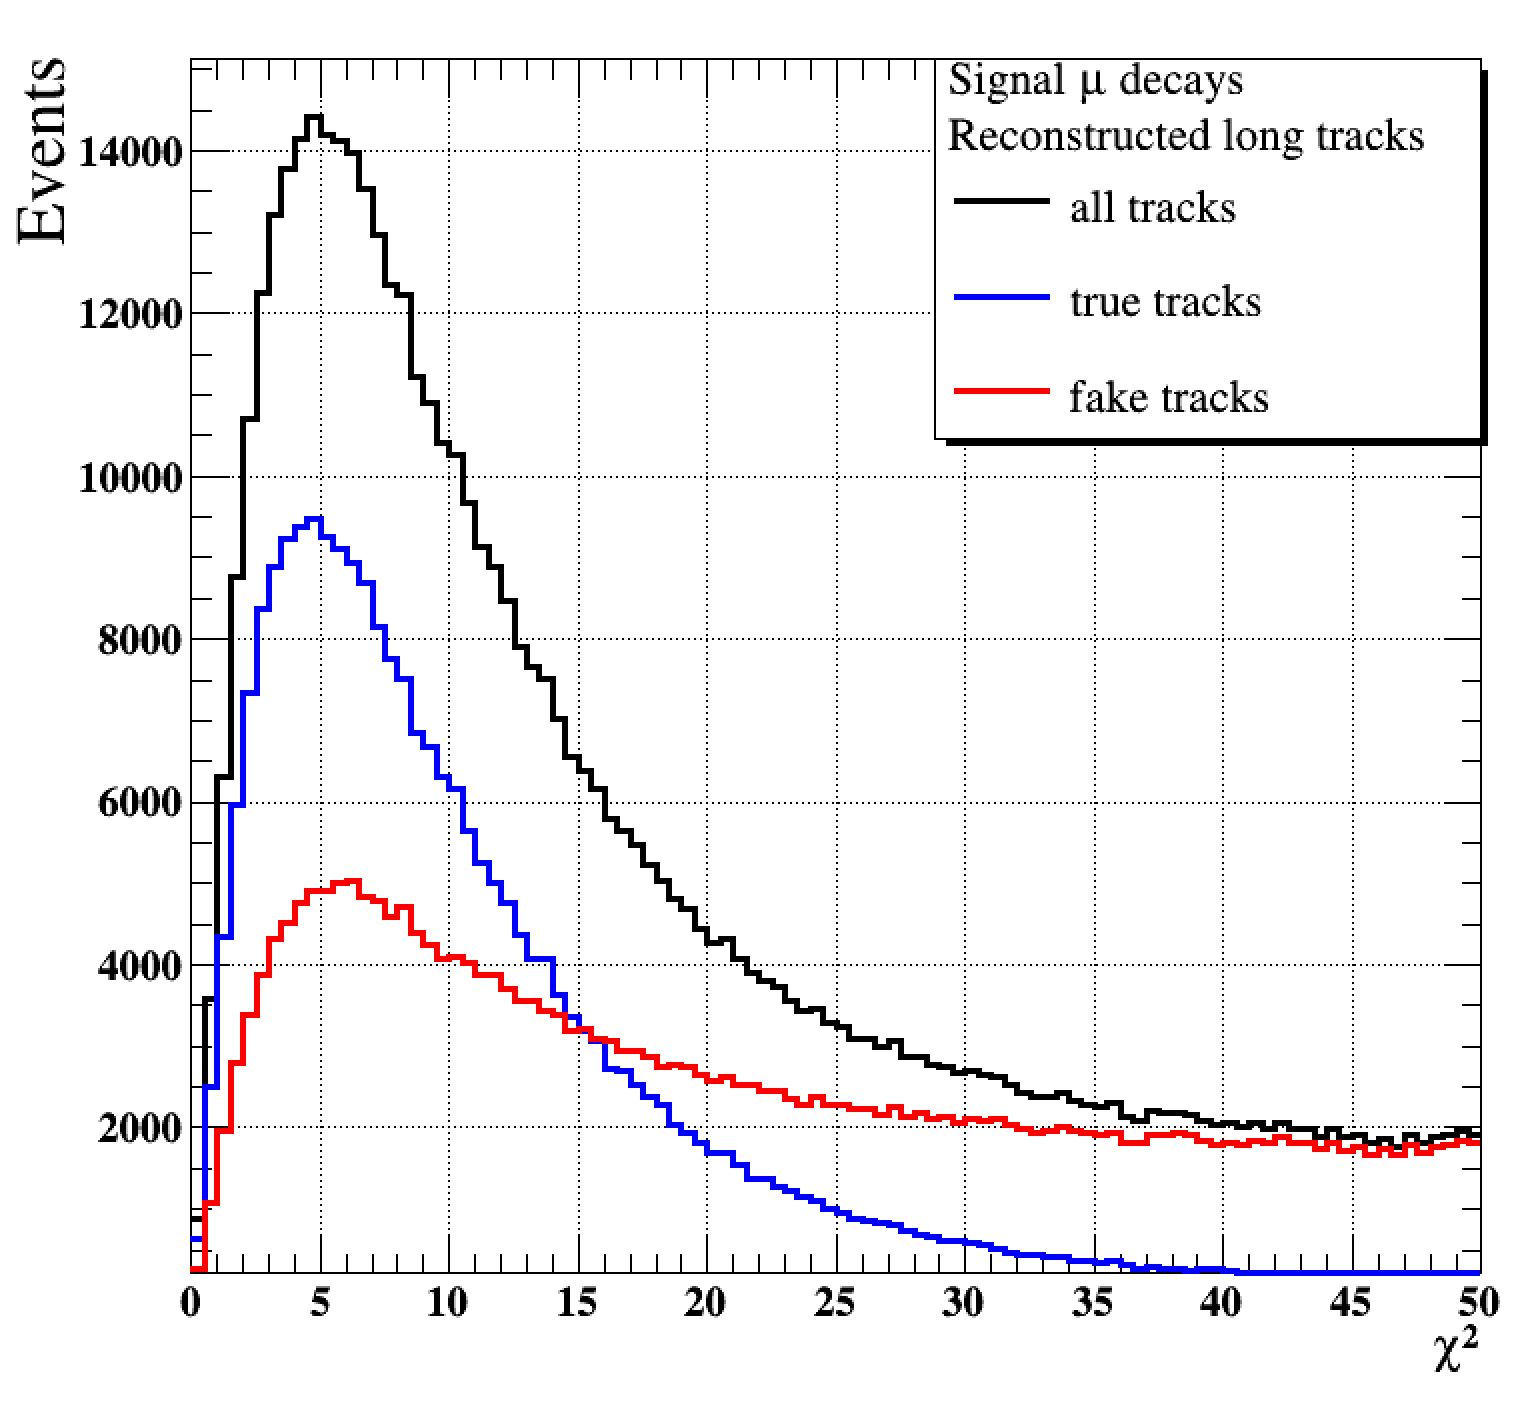 Events
14000
12000
10000
8000
6000
4000
2000
Signal μ decays
Reconstructed long tracks
all tracks
true tracks
fake tracks
0 5 10 15 20 25 30 35 40 45 50
χ²